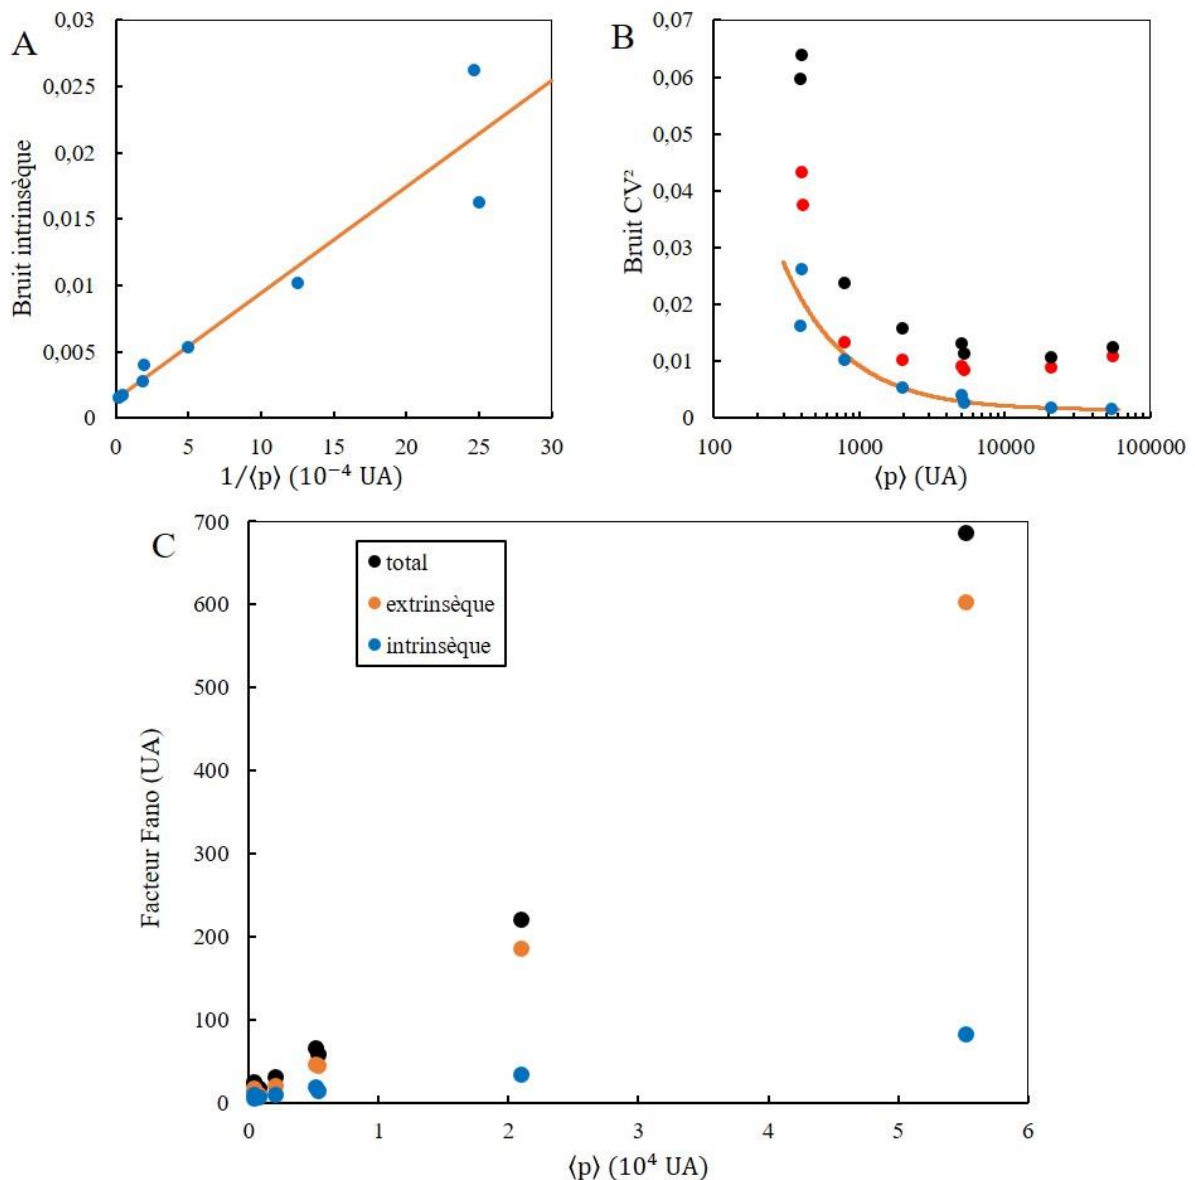 A
Bruit intrinsèque
0,03
0,025
0,02
0,015
0,01
0,005
0
0 5 10 15 20 25 30
1/⟨p⟩ (10⁻⁴ UA)
B
Bruit CV²
0,07
0,06
0,05
0,04
0,03
0,02
0,01
0
100 1000 10000 100000
⟨p⟩ (UA)
C
Facteur Fano (UA)
700
600
500
400
300
200
100
0
total
extrinsèque
intrinsèque
0 1 2 3 4 5 6
⟨p⟩ (10⁴ UA)